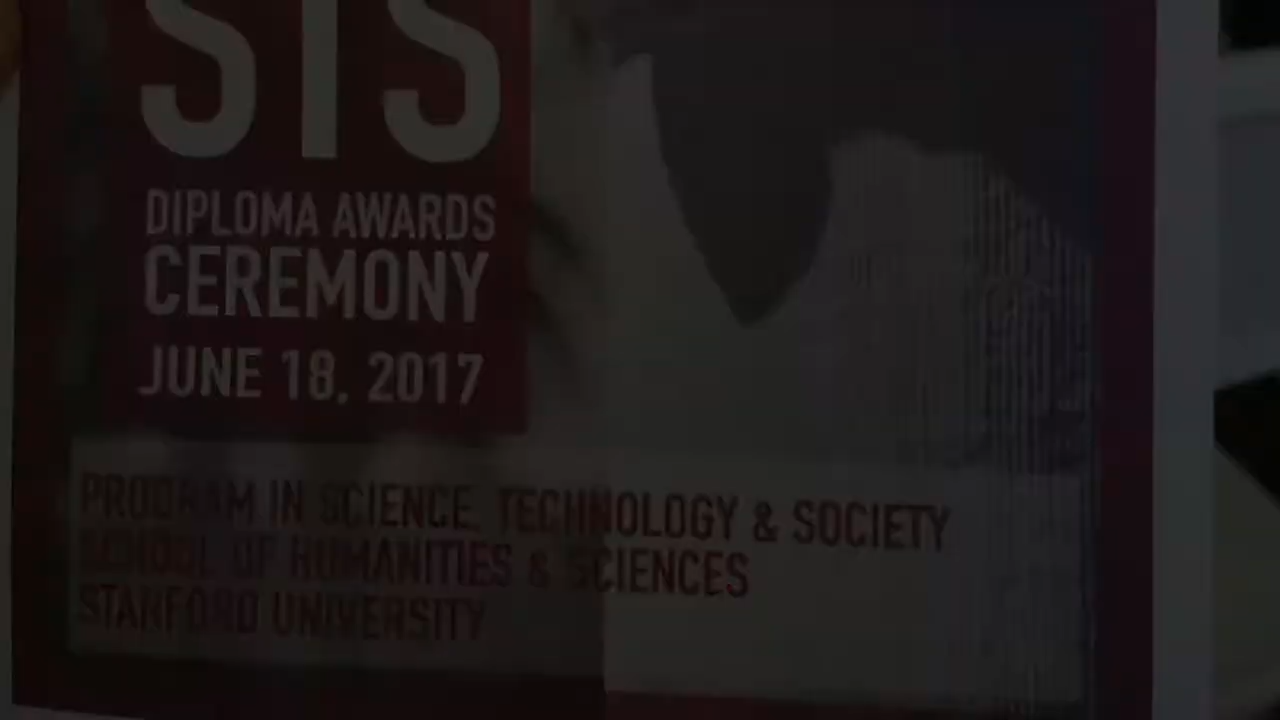 STS
DIPLOMA AWARDS
CEREMONY
JUNE 18, 2017
PROGRAM IN SCIENCE, TECHNOLOGY & SOCIETY
SCHOOL OF HUMANITIES & SCIENCES
STANFORD UNIVERSITY